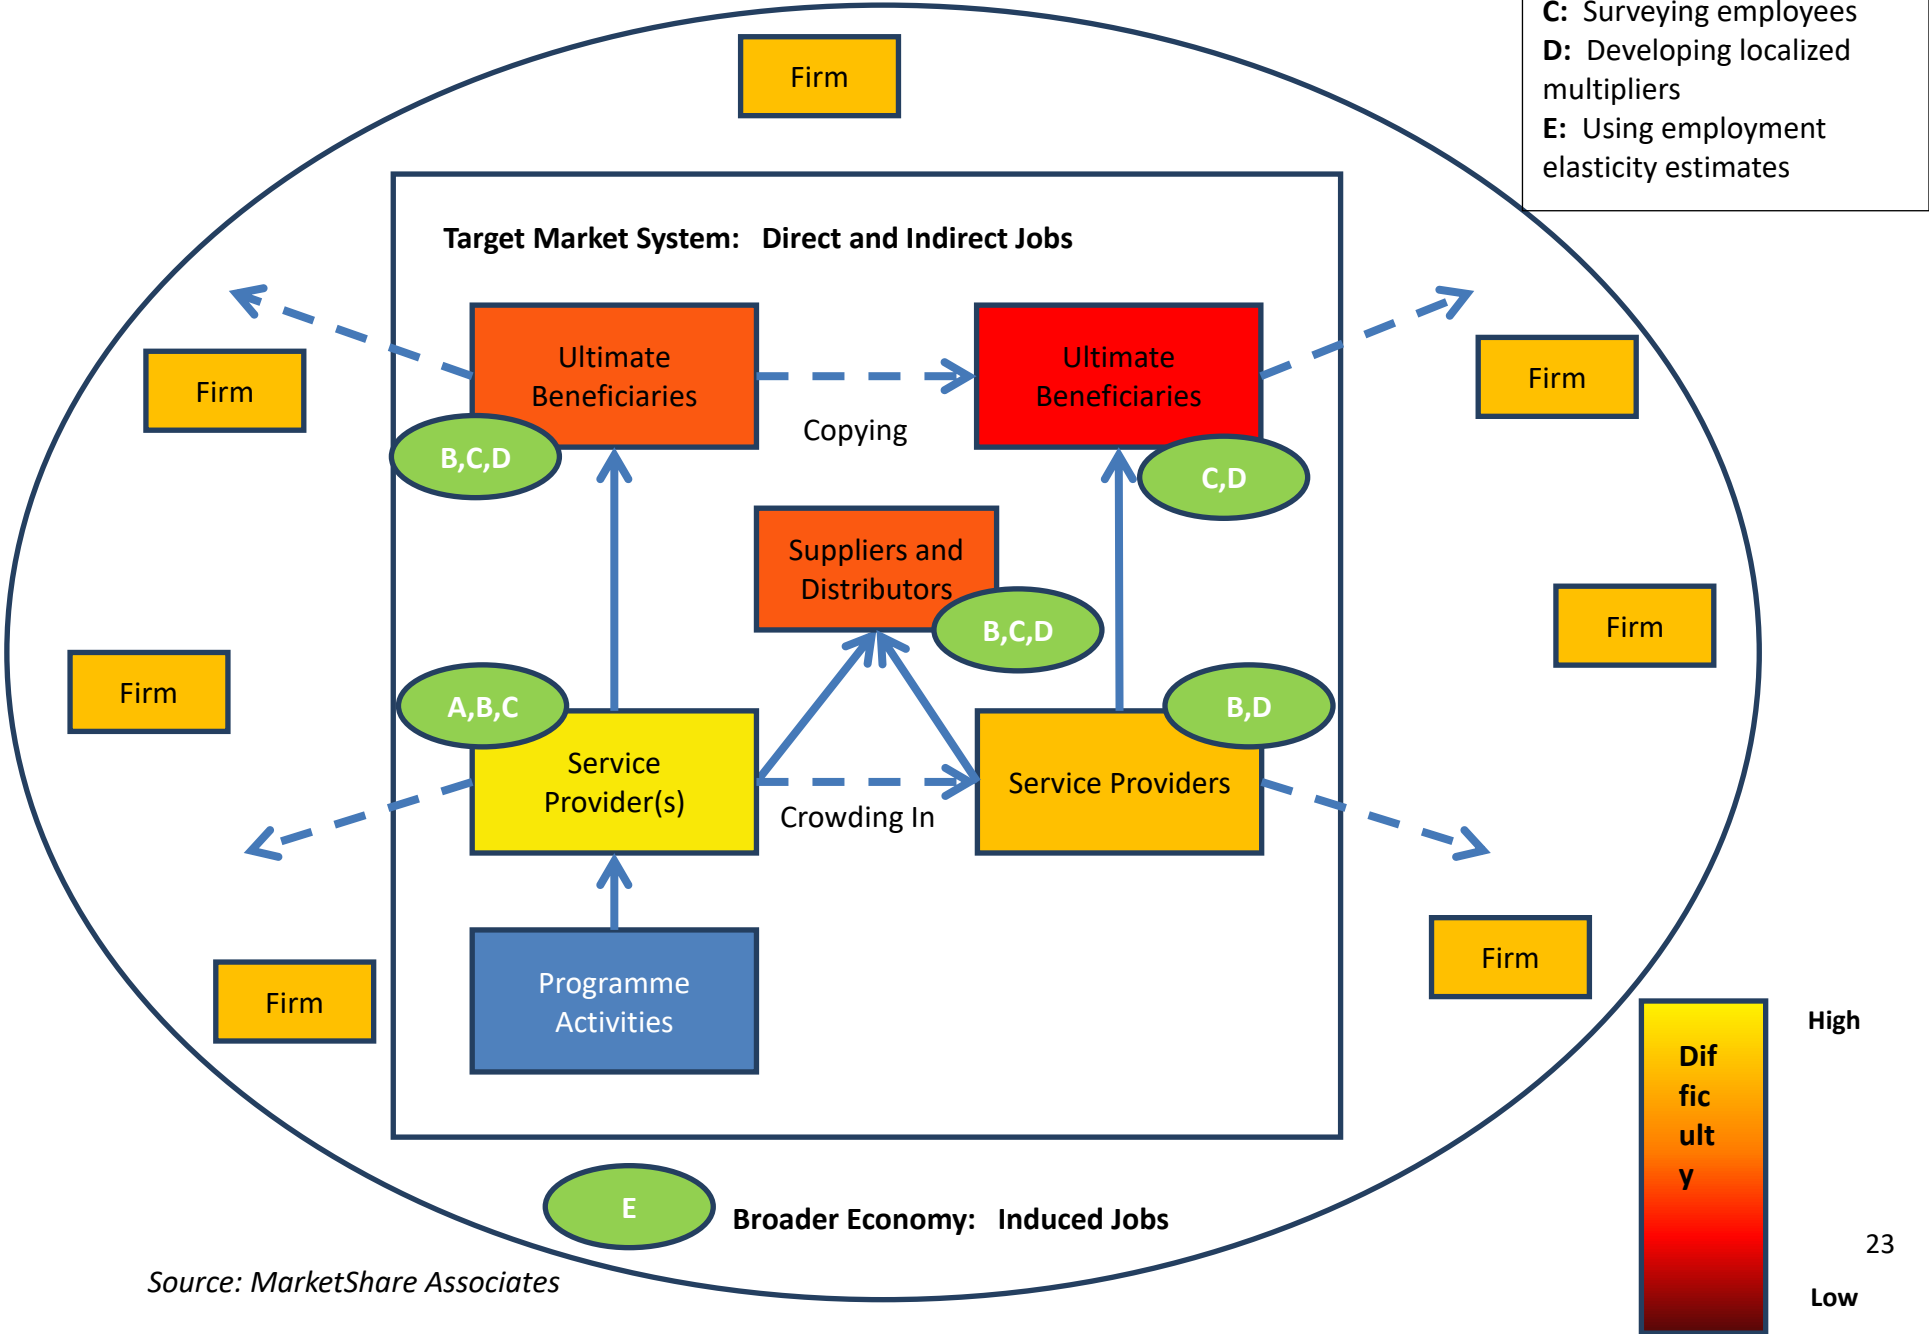 C: Surveying employees
D: Developing localized
multipliers
E: Using employment
elasticity estimates
Firm
Target Market System: Direct and Indirect Jobs
Ultimate
Beneficiaries
Ultimate
Beneficiaries
Firm
Firm
Copying
B,C,D
C,D
Suppliers and
Distributors
B,C,D
Firm
Firm
A,B,C
B,D
Service
Provider(s)
Service Providers
Crowding In
Firm
Firm
Programme
Activities
High
Dif
fic
ult
y
Low
E
Broader Economy: Induced Jobs
23
Source: MarketShare Associates